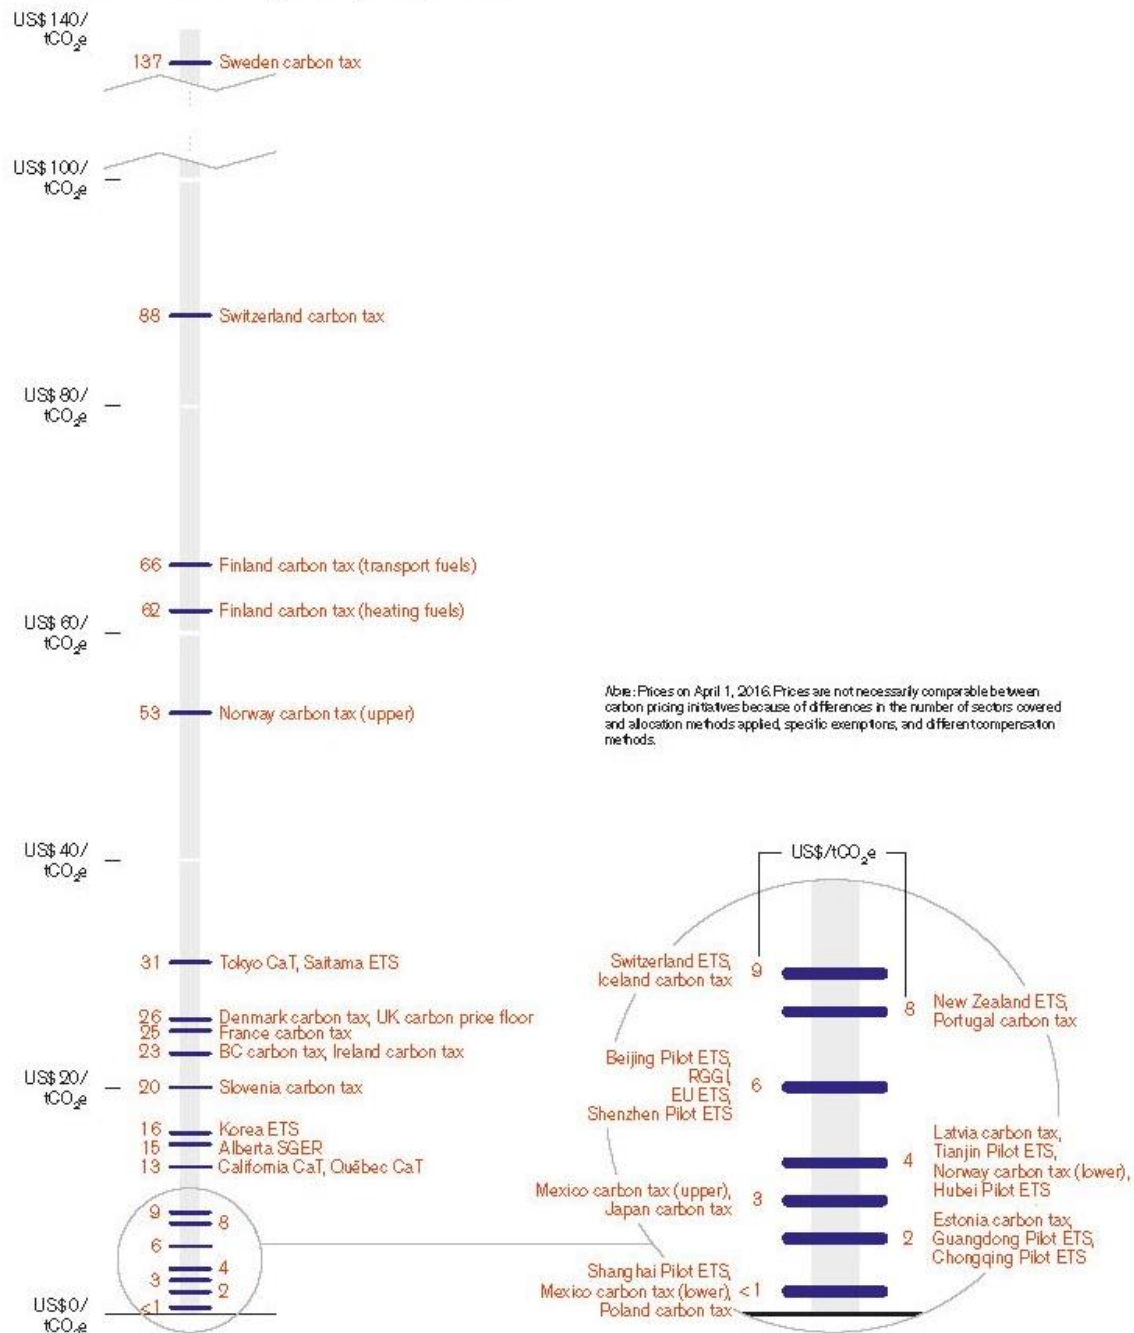 US$ 140/
tCO2e
137 Sweden carbon tax
US$ 100/
tCO2e
88 Switzerland carbon tax
US$ 80/
tCO2e
66 Finland carbon tax (transport fuels)
62 Finland carbon tax (heating fuels)
US$ 60/
tCO2e
53 Norway carbon tax (upper)
Note: Prices on April 1, 2016. Prices are not necessarily comparable between
carbon pricing initiatives because of differences in the number of sectors covered
and allocation methods applied, specific exemptions, and different compensation
methods.
US$ 40/
tCO2e
31 Tokyo CaT, Saitama ETS
26 Denmark carbon tax, UK carbon price floor
25 France carbon tax
23 BC carbon tax, Ireland carbon tax
US$ 20/
tCO2e
20 Slovenia carbon tax
16 Korea ETS
15 Alberta SGER
13 California CaT, Québec CaT
9
8
6
4
3
2
<1
US$ 0/
tCO2e
US$/tCO2e
Switzerland ETS,
Iceland carbon tax
9
8
New Zealand ETS,
Portugal carbon tax
Beijing Pilot ETS,
RGGI,
EU ETS,
Shenzhen Pilot ETS
6
4
Latvia carbon tax,
Tianjin Pilot ETS,
Norway carbon tax (lower),
Hubei Pilot ETS
Mexico carbon tax (upper),
Japan carbon tax
3
2
Estonia carbon tax,
Guangdong Pilot ETS,
Chongqing Pilot ETS
Shanghai Pilot ETS,
Mexico carbon tax (lower),
Poland carbon tax
<1